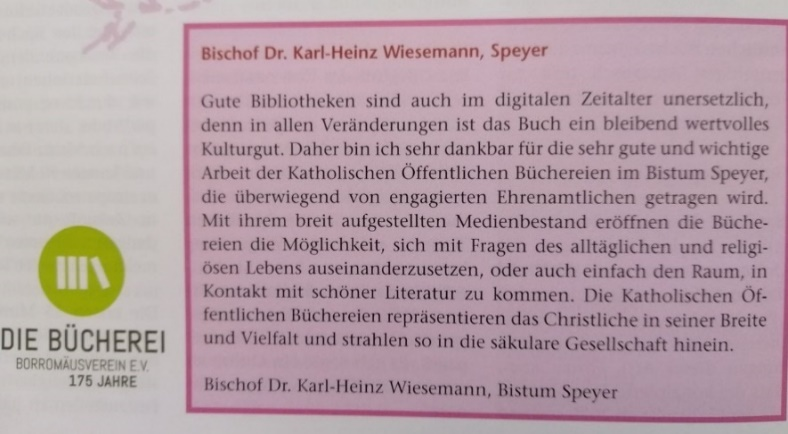 Bischof Dr. Karl-Heinz Wiesemann, Speyer
Gute Bibliotheken sind auch im digitalen Zeitalter unersetzlich,
denn in allen Veränderungen ist das Buch ein bleibend wertvolles
Kulturgut. Daher bin ich sehr dankbar für die sehr gute und wichtige
Arbeit der Katholischen Öffentlichen Büchereien im Bistum Speyer,
die überwiegend von engagierten Ehrenamtlichen getragen wird.
Mit ihrem breit aufgestellten Medienbestand eröffnen die Büche-
reien die Möglichkeit, sich mit Fragen des alltäglichen und religi-
ösen Lebens auseinanderzusetzen, oder auch einfach den Raum, in
Kontakt mit schöner Literatur zu kommen. Die Katholischen Öf-
fentlichen Büchereien repräsentieren das Christliche in seiner Breite
und Vielfalt und strahlen so in die säkulare Gesellschaft hinein.
Bischof Dr. Karl-Heinz Wiesemann, Bistum Speyer
DIE BÜCHEREI
BORROMÄUSVEREIN E.V.
175 JAHRE